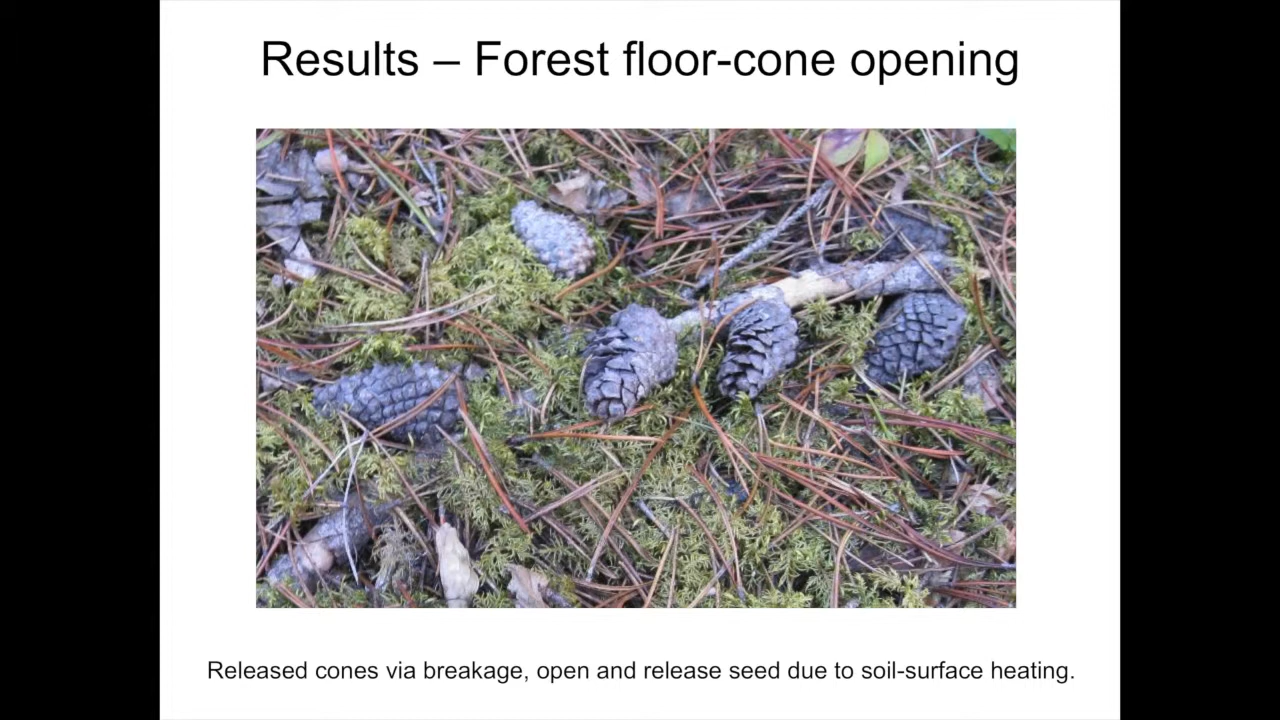 Results – Forest floor-cone opening
Released cones via breakage, open and release seed due to soil-surface heating.